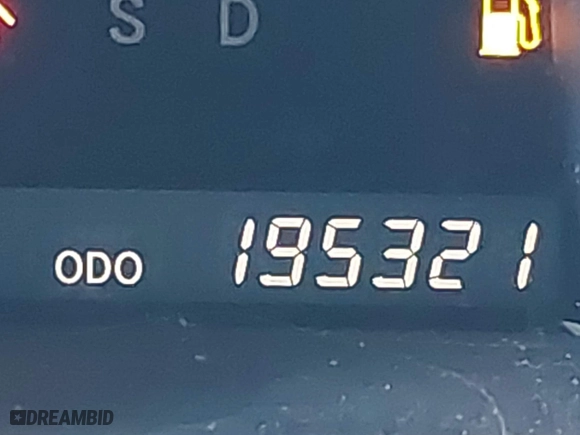 S D
ODO 195321
DREAMBID